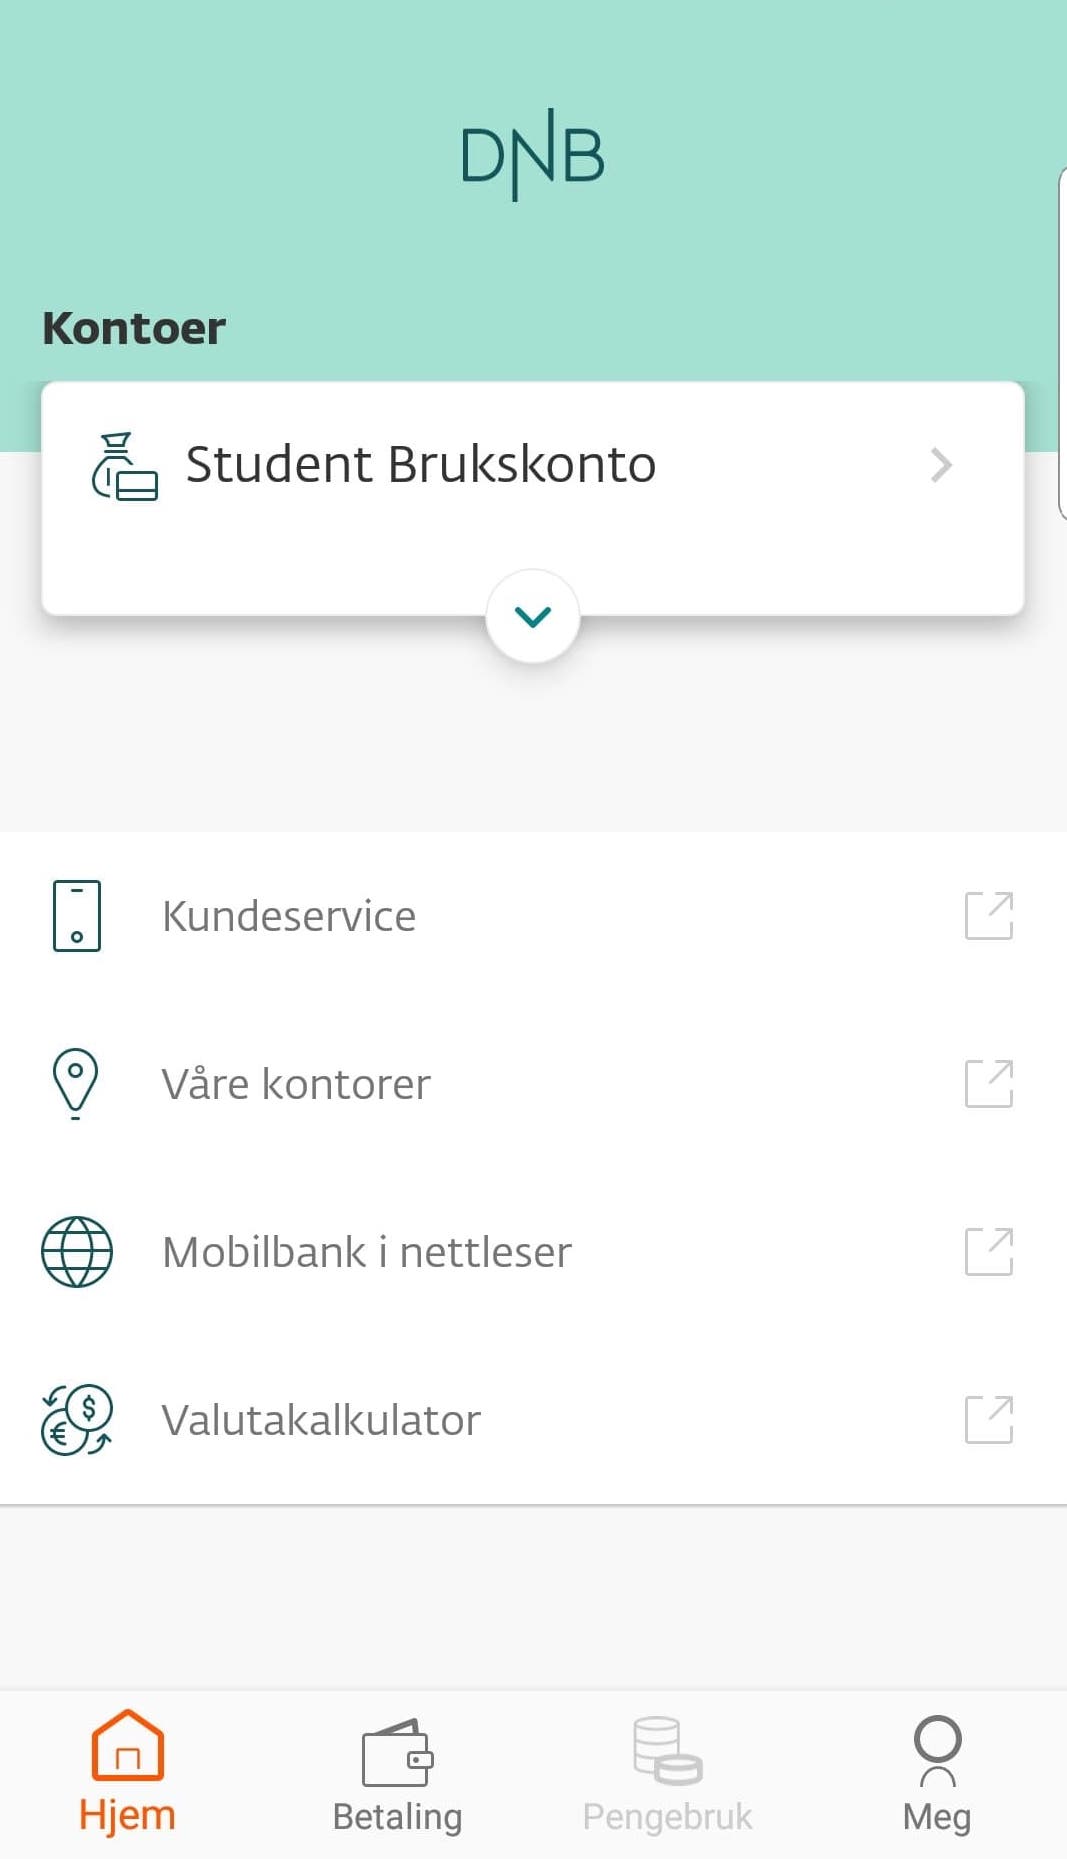 DNB
Kontoer
Student Brukskonto
Kundeservice
Våre kontorer
Mobilbank i nettleser
$
€
Valutakalkulator
Hjem
Betaling
Pengebruk
Meg